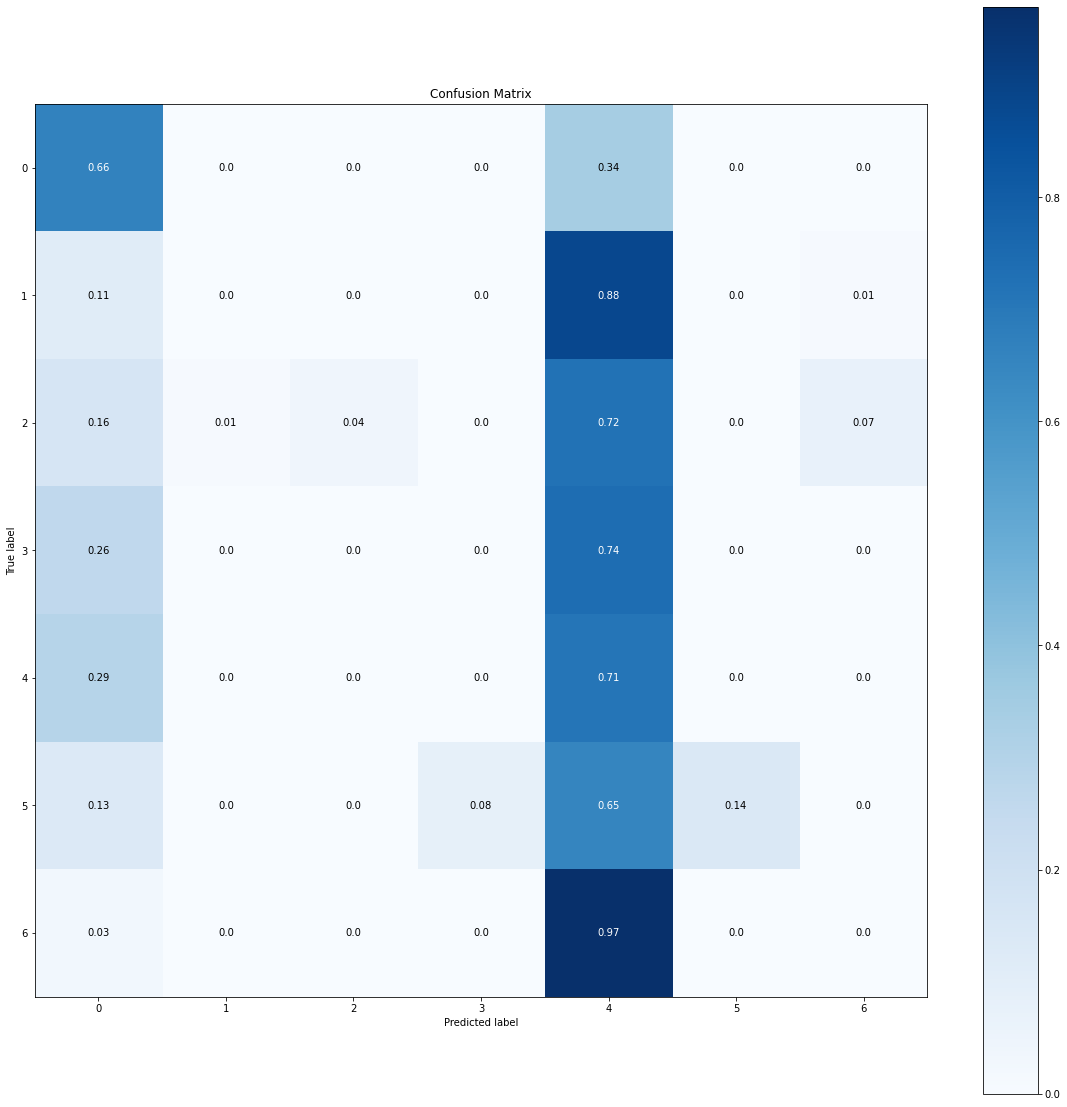 Confusion Matrix
0 0.66 0.0 0.0 0.0 0.34 0.0 0.0
1 0.11 0.0 0.0 0.0 0.88 0.0 0.01
2 0.16 0.01 0.04 0.0 0.72 0.0 0.07
3 0.26 0.0 0.0 0.0 0.74 0.0 0.0
4 0.29 0.0 0.0 0.0 0.71 0.0 0.0
5 0.13 0.0 0.0 0.08 0.65 0.14 0.0
6 0.03 0.0 0.0 0.0 0.97 0.0 0.0
0 1 2 3 4 5 6
True label
Predicted label
0.8
0.6
0.4
0.2
0.0